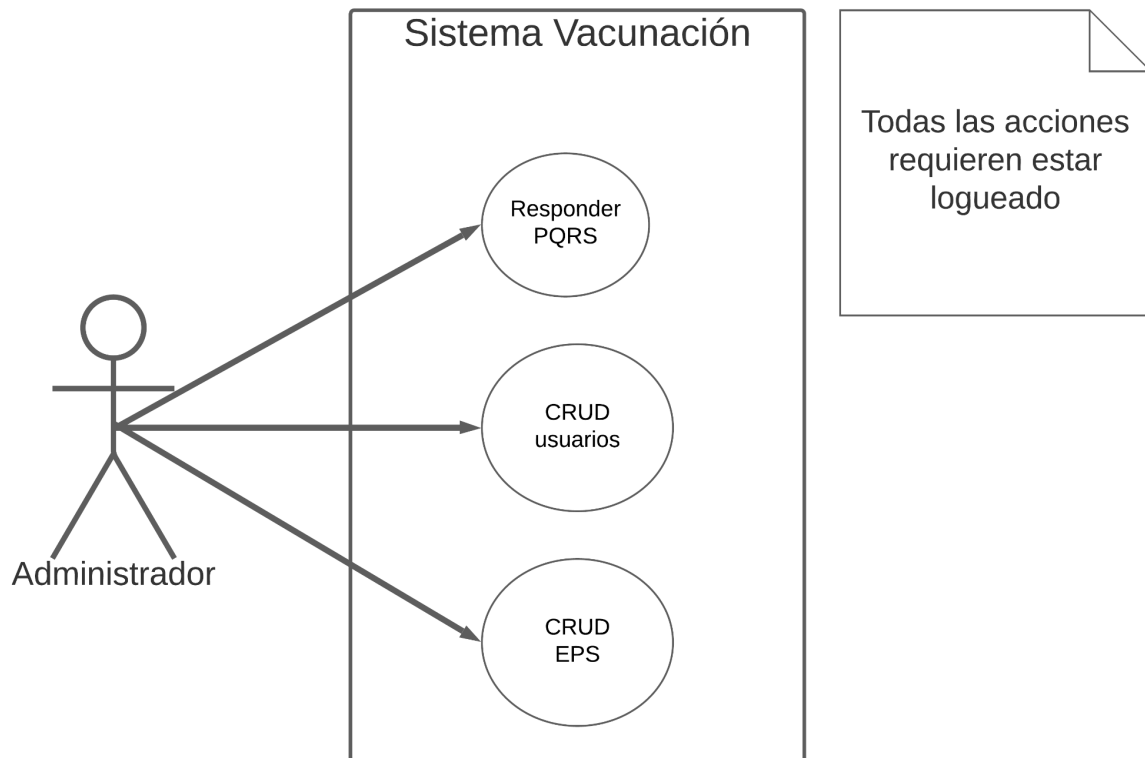 Sistema Vacunación
Todas las acciones
requieren estar
logueado
Responder
PQRS
CRUD
usuarios
Administrador
CRUD
EPS